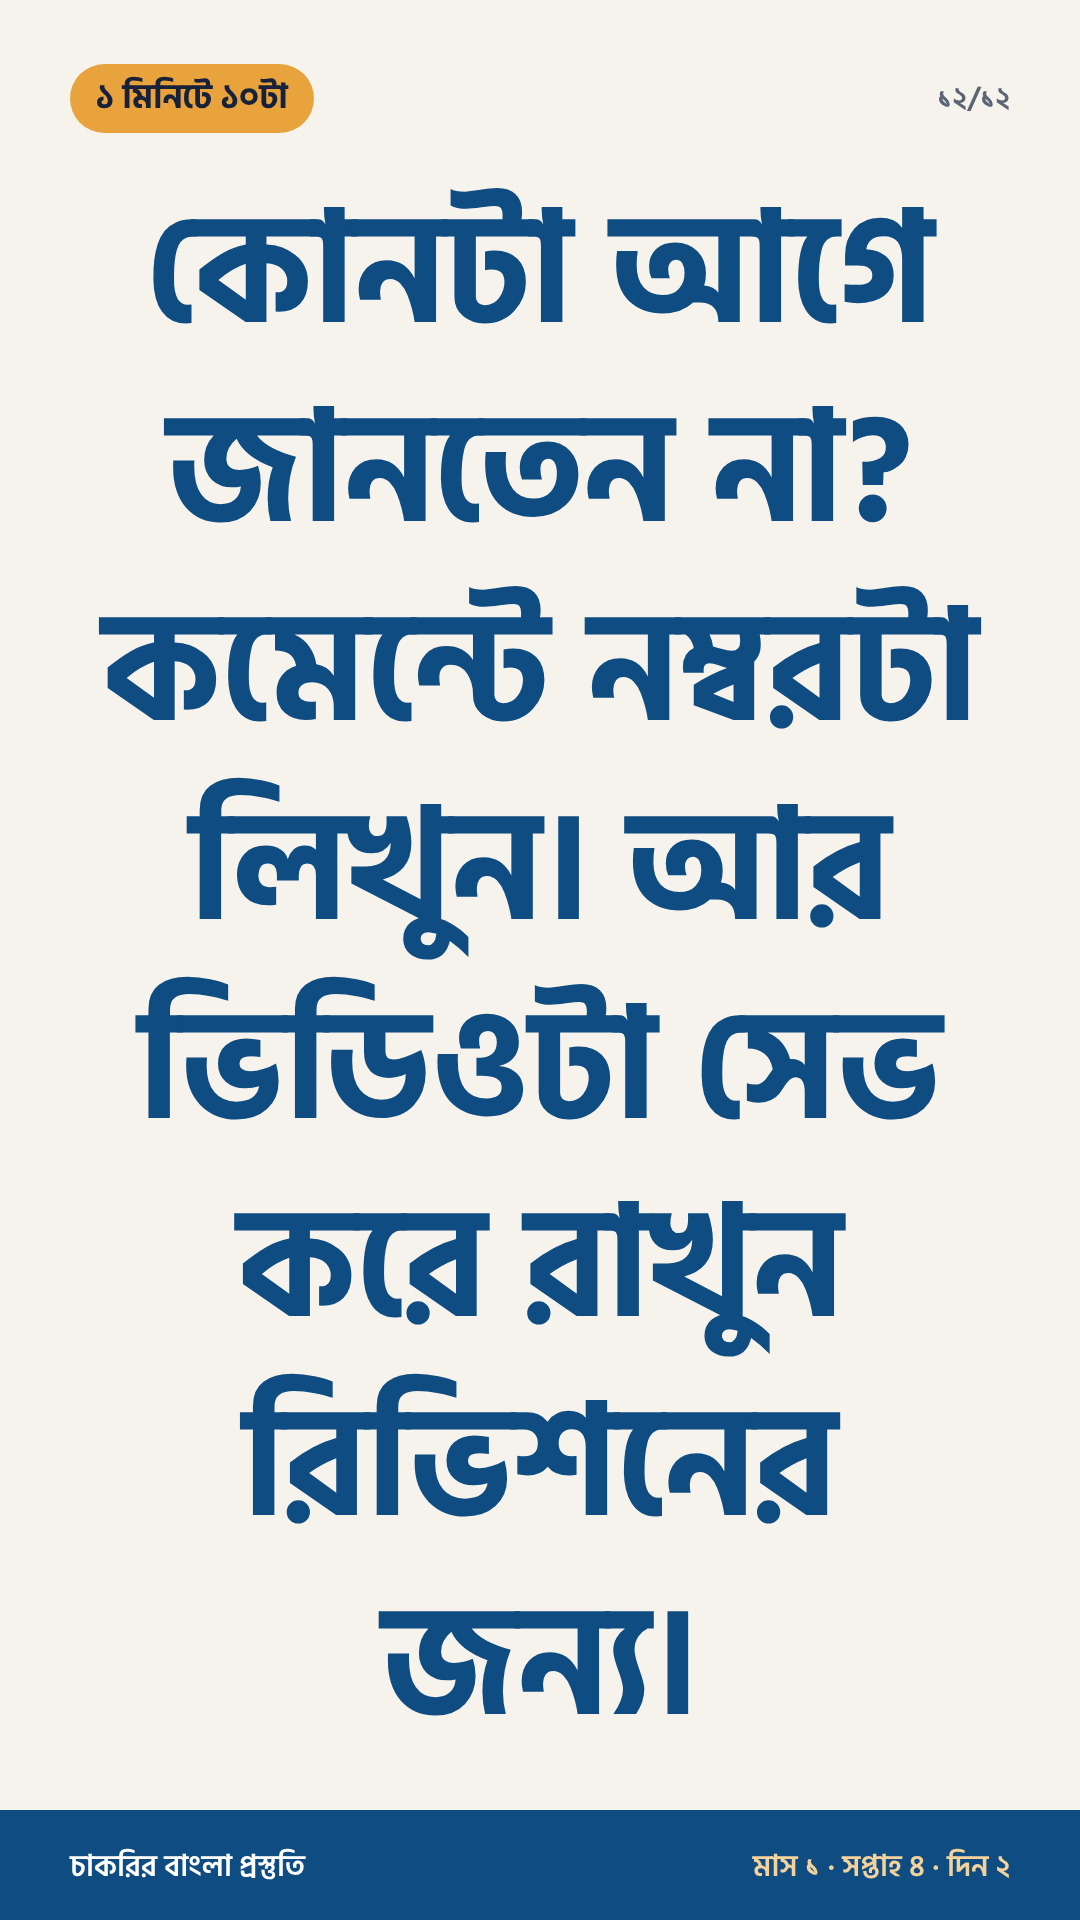 ১ মিনিটে ১০টা
১২/১২
কোনটা আগে
জানতেন না?
কমেন্টে নম্বরটা
লিখুন। আর
ভিডিওটা সেভ
করে রাখুন
রিভিশনের
জন্য।
চাকরির বাংলা প্রস্তুতি
মাস ১ · সপ্তাহ ৪ · দিন ২